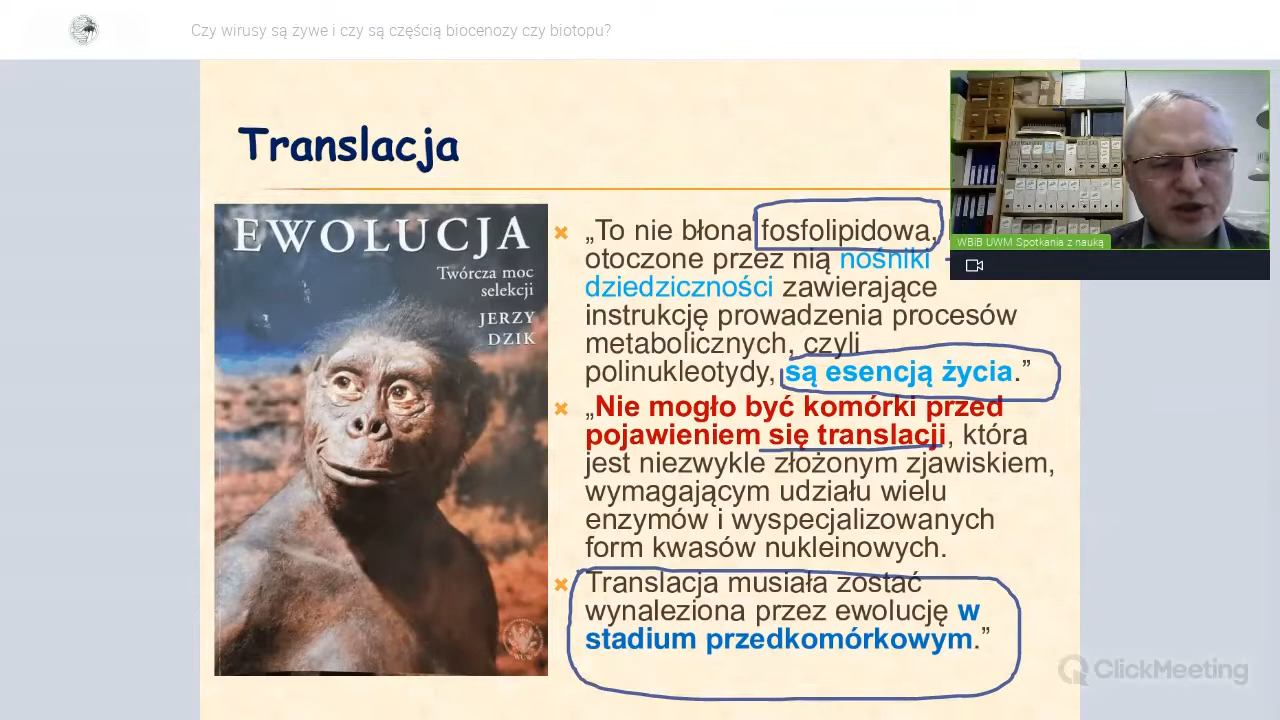 Czy wirusy są żywe i czy są częścią biocenozy czy biotopu?
Translacja
EWOLUCJA
Twórcza moc
selekcji
JERZY
DZIK
„To nie błona fosfolipidowa,
otoczone przez nią nośniki
dziedziczności zawierające
instrukcję prowadzenia procesów
metabolicznych, czyli
polinukleotydy, są esencją życia.”
„Nie mogło być komórki przed
pojawieniem się translacji, która
jest niezwykle złożonym zjawiskiem,
wymagającym udziału wielu
enzymów i wyspecjalizowanych
form kwasów nukleinowych.
Translacja musiała zostać
wynaleziona przez ewolucję w
stadium przedkomórkowym.”
WBiB UWM Spotkania z nauką
ClickMeeting